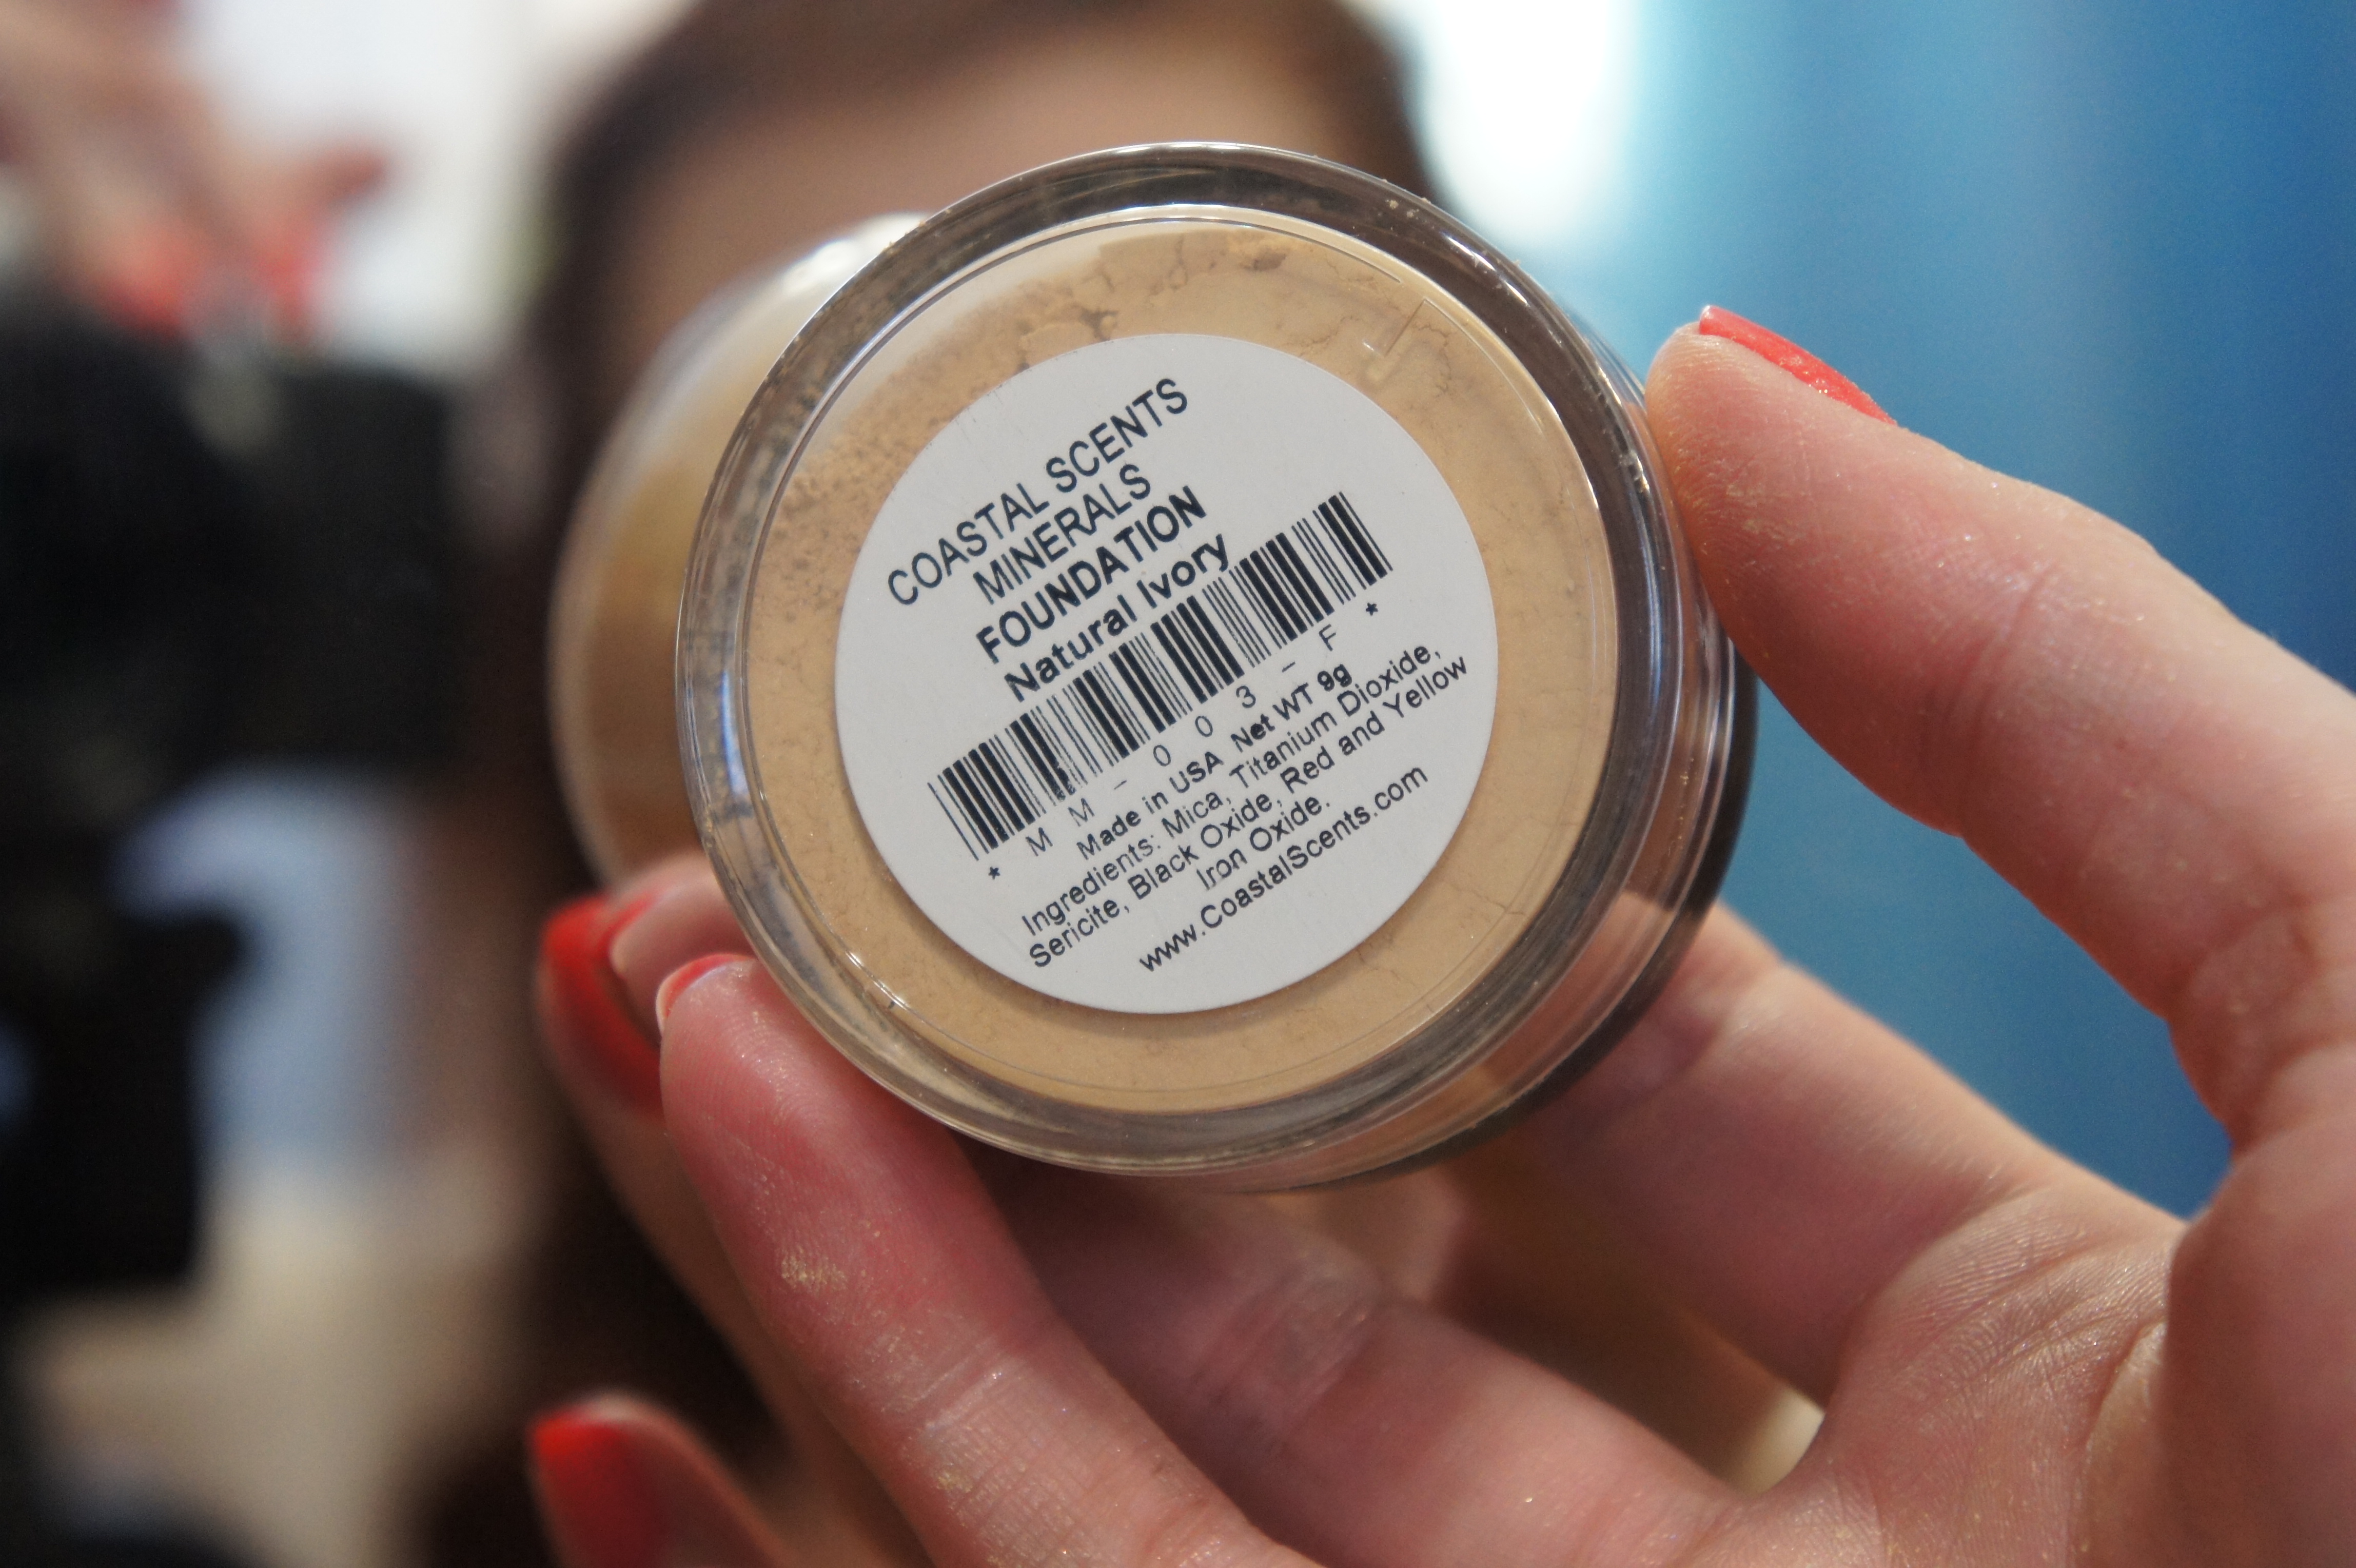 COASTAL SCENTS
MINERALS
FOUNDATION
Natural Ivory
* M M - 0 0 3 - F *
Made in USA Net WT 9g
Ingredients: Mica, Titanium Dioxide,
Sericite, Black Oxide, Red and Yellow
Iron Oxide.
www.CoastalScents.com